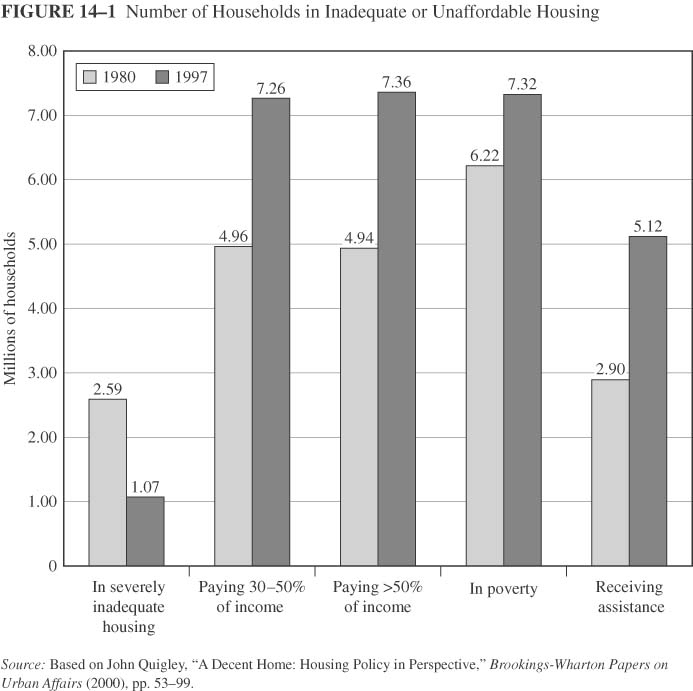 FIGURE 14–1 Number of Households in Inadequate or Unaffordable Housing
8.00
1980 1997
7.26
7.36
7.32
7.00
6.22
6.00
5.12
4.96
4.94
5.00
4.00
Millions of households
2.90
3.00
2.59
2.00
1.07
1.00
0
In severely
inadequate
housing
Paying 30–50%
of income
Paying >50%
of income
In poverty
Receiving
assistance
Source: Based on John Quigley, “A Decent Home: Housing Policy in Perspective,” Brookings-Wharton Papers on
Urban Affairs (2000), pp. 53–99.